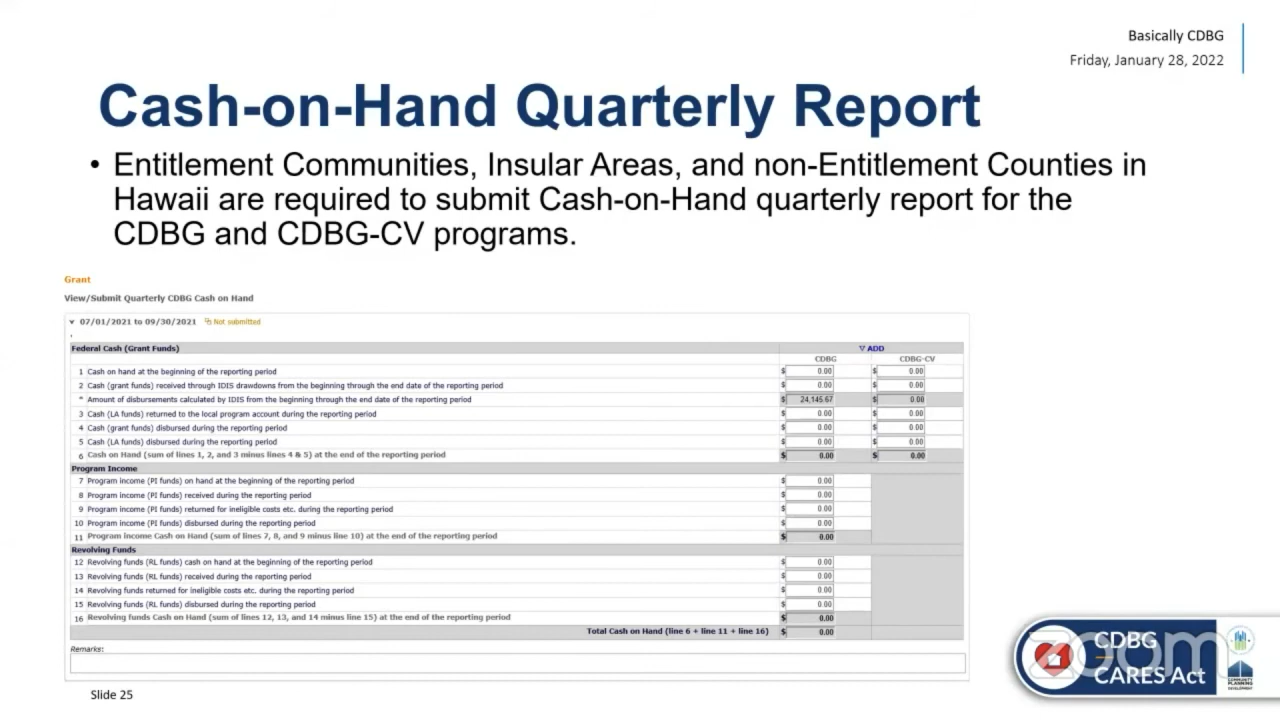 Basically CDBG
Friday, January 28, 2022
Cash-on-Hand Quarterly Report
• Entitlement Communities, Insular Areas, and non-Entitlement Counties in
Hawaii are required to submit Cash-on-Hand quarterly report for the
CDBG and CDBG-CV programs.
Grant
View/Submit Quarterly CDBG Cash on Hand
07/01/2021 to 09/30/2021 Not submitted
Federal Cash (Grant Funds) ▽ ADD
CDBG CDBG-CV
1 Cash on hand at the beginning of the reporting period $ 0.00 $ 0.00
2 Cash (grant funds) received through IDIS drawdowns from the beginning through the end date of the reporting period $ 0.00 $ 0.00
* Amount of disbursements calculated by IDIS from the beginning through the end date of the reporting period $ 24,145.67 $ 0.00
3 Cash (LA funds) returned to the local program account during the reporting period $ 0.00 $ 0.00
4 Cash (grant funds) disbursed during the reporting period $ 0.00 $ 0.00
5 Cash (LA funds) disbursed during the reporting period $ 0.00 $ 0.00
6 Cash on Hand (sum of lines 1, 2, and 3 minus lines 4 & 5) at the end of the reporting period $ 0.00 $ 0.00
Program Income
7 Program income (PI funds) on hand at the beginning of the reporting period $ 0.00
8 Program income (PI funds) received during the reporting period $ 0.00
9 Program income (PI funds) returned for ineligible costs etc. during the reporting period $ 0.00
10 Program income (PI funds) disbursed during the reporting period $ 0.00
11 Program income Cash on Hand (sum of lines 7, 8, and 9 minus line 10) at the end of the reporting period $ 0.00
Revolving Funds
12 Revolving funds (RL funds) cash on hand at the beginning of the reporting period $ 0.00
13 Revolving funds (RL funds) received during the reporting period $ 0.00
14 Revolving funds returned for ineligible costs etc. during the reporting period $ 0.00
15 Revolving funds (RL funds) disbursed during the reporting period $ 0.00
16 Revolving funds Cash on Hand (sum of lines 12, 13, and 14 minus line 15) at the end of the reporting period $ 0.00
Total Cash on Hand (line 6 + line 11 + line 16) $ 0.00
Remarks:
CDBG
CARES Act
zoom
COMMUNITY
PLANNING
DEVELOPMENT
Slide 25